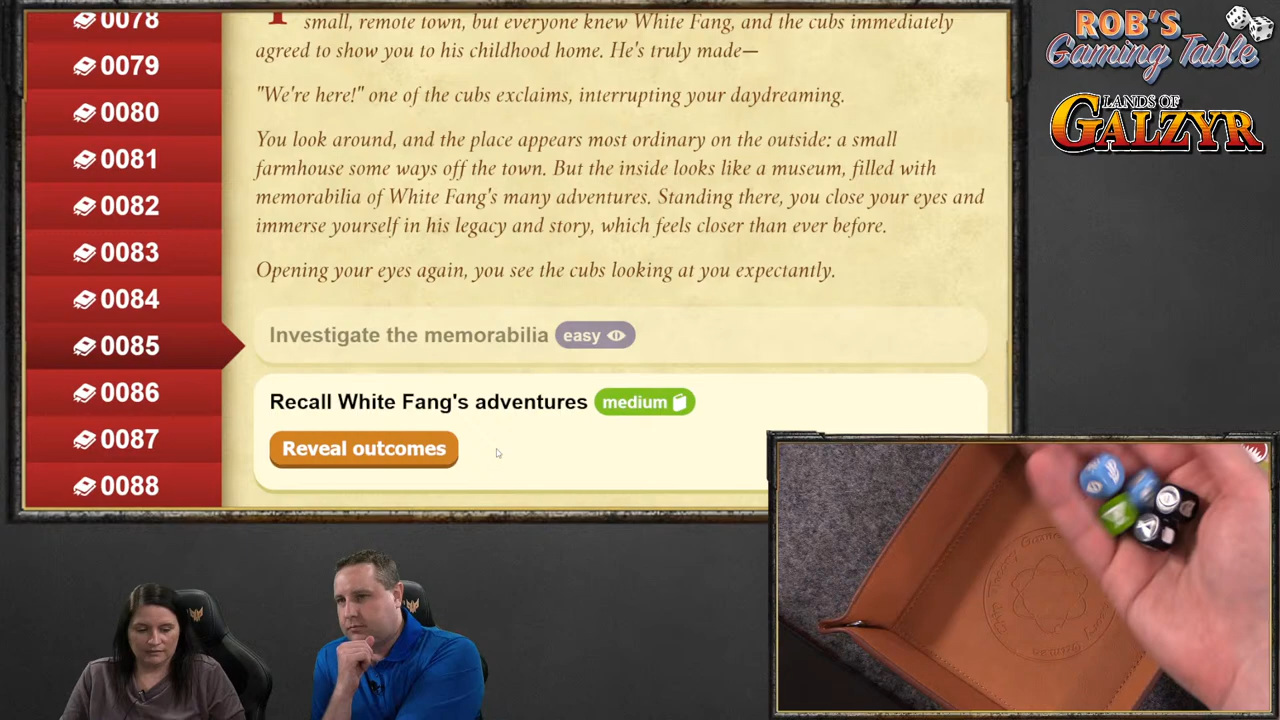 0078
0079
0080
0081
0082
0083
0084
0085
0086
0087
0088
small, remote town, but everyone knew White Fang, and the cubs immediately
agreed to show you to his childhood home. He's truly made—
"We're here!" one of the cubs exclaims, interrupting your daydreaming.
You look around, and the place appears most ordinary on the outside: a small
farmhouse some ways off the town. But the inside looks like a museum, filled with
memorabilia of White Fang's many adventures. Standing there, you close your eyes and
immerse yourself in his legacy and story, which feels closer than ever before.
Opening your eyes again, you see the cubs looking at you expectantly.
Investigate the memorabilia easy
Recall White Fang's adventures medium
Reveal outcomes
ROB'S
Gaming Table
LANDS OF
GALZYR